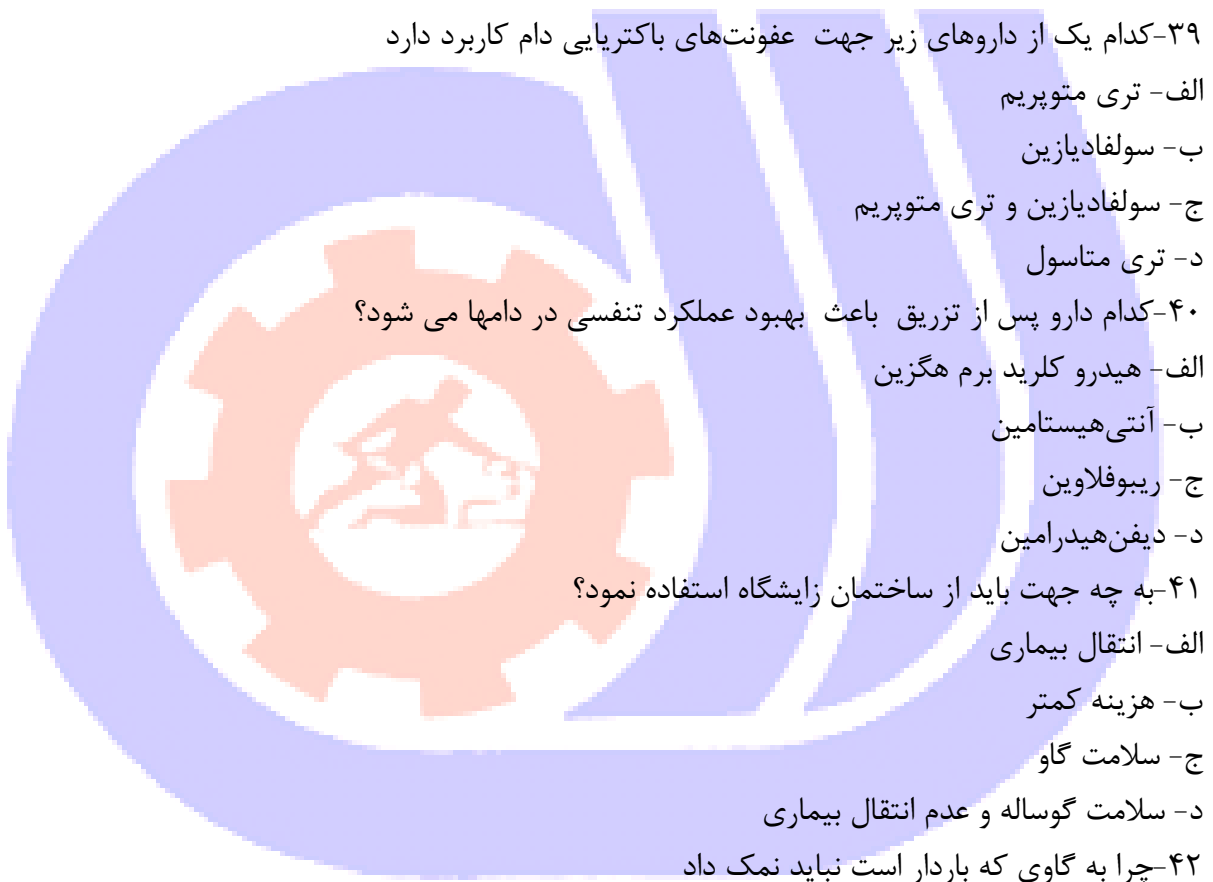 ۳۹-کدام یک از داروهای زیر جهت عفونت‌های باکتریایی دام کاربرد دارد
الف- تری متوپریم
ب- سولفادیازین
ج- سولفادیازین و تری متوپریم
د- تری متاسول
۴۰-کدام دارو پس از تزریق باعث بهبود عملکرد تنفسی در دامها می شود؟
الف- هیدرو کلرید برم هگزین
ب- آنتی‌هیستامین
ج- ریبوفلاوین
د- دیفن‌هیدرامین
۴۱-به چه جهت باید از ساختمان زایشگاه استفاده نمود؟
الف- انتقال بیماری
ب- هزینه کمتر
ج- سلامت گاو
د- سلامت گوساله و عدم انتقال بیماری
۴۲-چرا به گاوی که باردار است نباید نمک داد